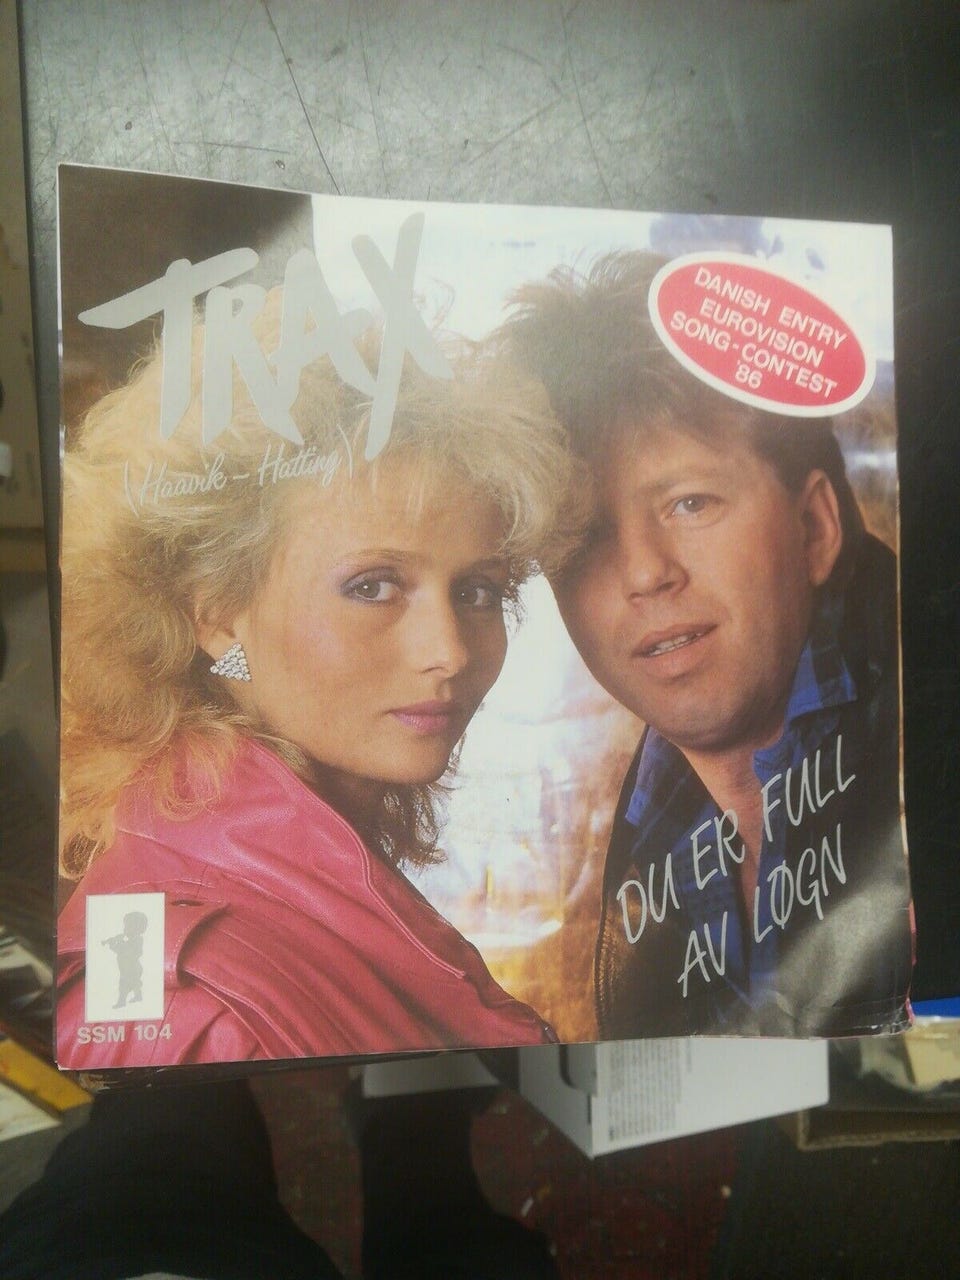 TRAX
(Haavik - Hatting)
DANISH ENTRY
EUROVISION
SONG-CONTEST
'86
DU ER FULL
AV LØGN
SSM 104